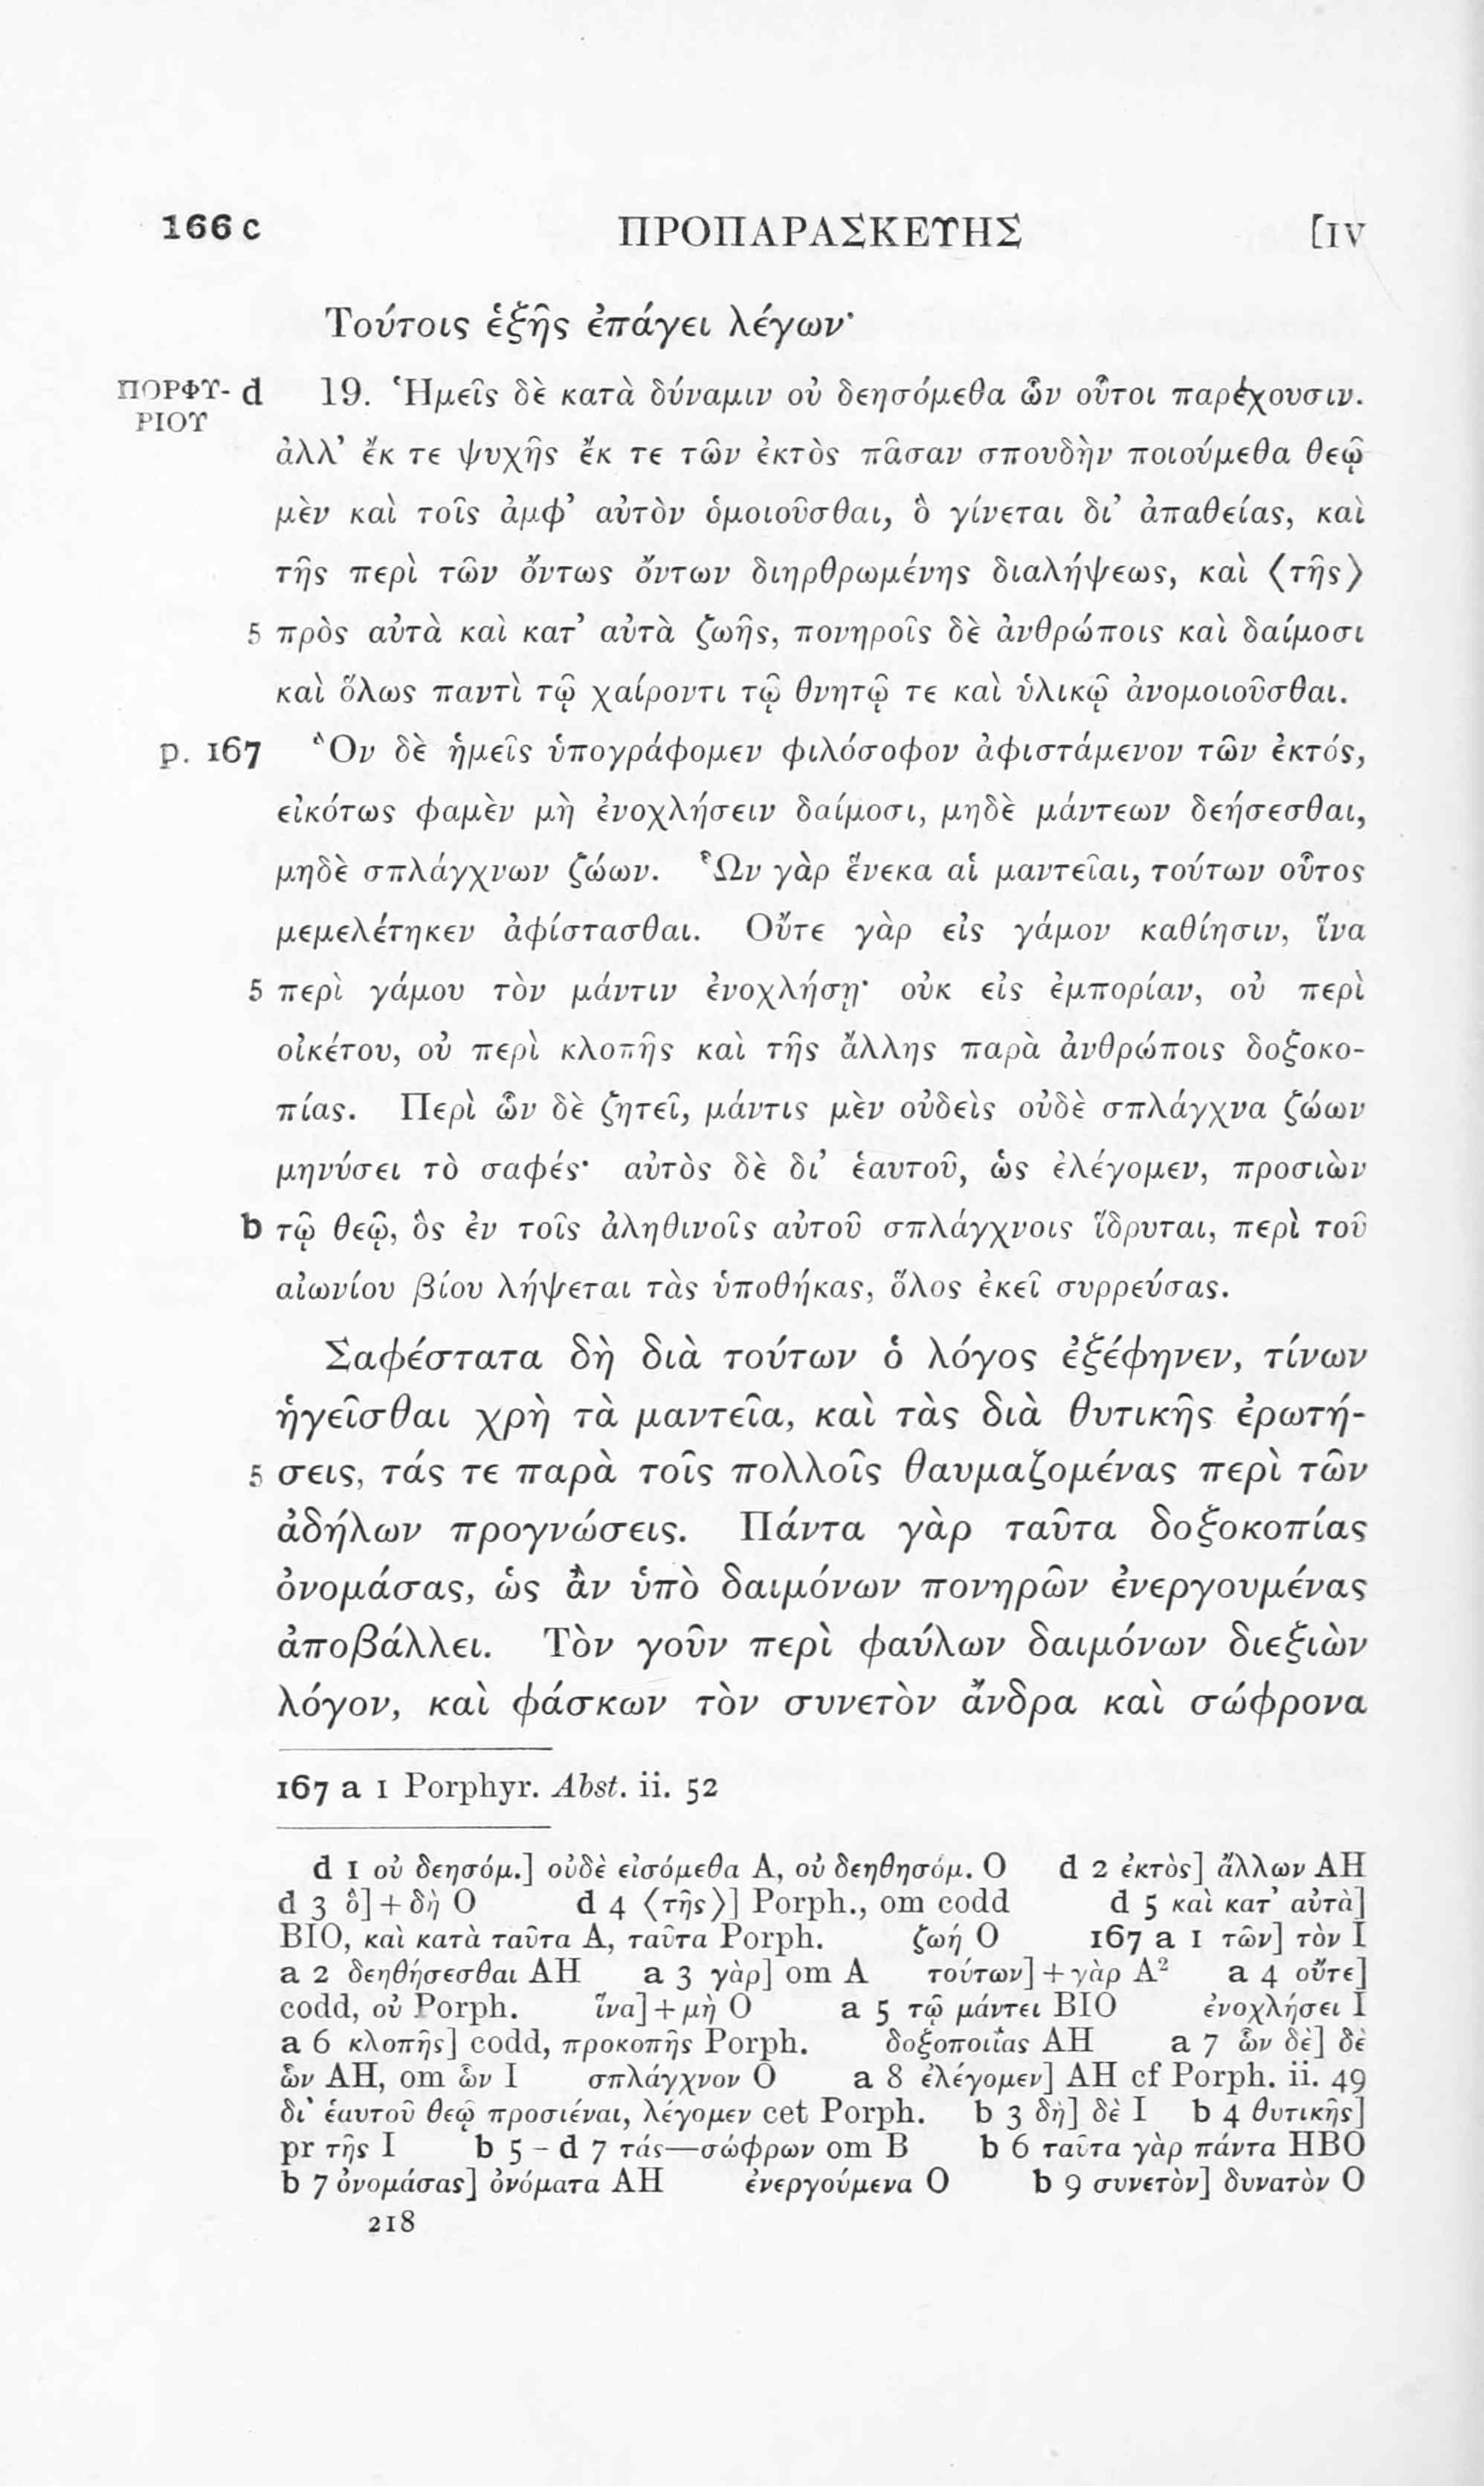 166 c ΠΡΟΠΑΡΑΣΚΕΥΗΣ [IV
Τούτοις ἑξῆς ἐπάγει λέγων·
ΠΟΡΦΥ- d 19. Ἡμεῖς δὲ κατὰ δύναμιν οὐ δεησόμεθα ὧν οὗτοι παρέχουσιν.
ΡΙΟΥ
ἀλλ’ ἔκ τε ψυχῆς ἔκ τε τῶν ἐκτὸς πᾶσαν σπουδὴν ποιούμεθα θεῷ
μὲν καὶ τοῖς ἀμφ’ αὐτὸν ὁμοιοῦσθαι, ὃ γίνεται δι’ ἀπαθείας, καὶ
τῆς περὶ τῶν ὄντως ὄντων διηρθρωμένης διαλήψεως, καὶ ⟨τῆς⟩
5 πρὸς αὐτὰ καὶ κατ’ αὐτὰ ζωῆς, πονηροῖς δὲ ἀνθρώποις καὶ δαίμοσι
καὶ ὅλως παντὶ τῷ χαίροντι τῷ θνητῷ τε καὶ ὑλικῷ ἀνομοιοῦσθαι.
p. 167 Ὃν δὲ ἡμεῖς ὑπογράφομεν φιλόσοφον ἀφιστάμενον τῶν ἐκτός,
εἰκότως φαμὲν μὴ ἐνοχλήσειν δαίμοσι, μηδὲ μάντεων δεήσεσθαι,
μηδὲ σπλάγχνων ζώων. Ὧν γὰρ ἕνεκα αἱ μαντεῖαι, τούτων οὗτος
μεμελέτηκεν ἀφίστασθαι. Οὔτε γὰρ εἰς γάμον καθίησιν, ἵνα
5 περὶ γάμου τὸν μάντιν ἐνοχλήσῃ· οὐκ εἰς ἐμπορίαν, οὐ περὶ
οἰκέτου, οὐ περὶ κλοπῆς καὶ τῆς ἄλλης παρὰ ἀνθρώποις δοξοκο-
πίας. Περὶ ὧν δὲ ζητεῖ, μάντις μὲν οὐδεὶς οὐδὲ σπλάγχνα ζώων
μηνύσει τὸ σαφές· αὐτὸς δὲ δι’ ἑαυτοῦ, ὡς ἐλέγομεν, προσιὼν
b τῷ θεῷ, ὃς ἐν τοῖς ἀληθινοῖς αὐτοῦ σπλάγχνοις ἵδρυται, περὶ τοῦ
αἰωνίου βίου λήψεται τὰς ὑποθήκας, ὅλος ἐκεῖ συρρεύσας.
Σαφέστατα δὴ διὰ τούτων ὁ λόγος ἐξέφηνεν, τίνων
ἡγεῖσθαι χρὴ τὰ μαντεῖα, καὶ τὰς διὰ θυτικῆς ἐρωτή-
5 σεις, τάς τε παρὰ τοῖς πολλοῖς θαυμαζομένας περὶ τῶν
ἀδήλων προγνώσεις. Πάντα γὰρ ταῦτα δοξοκοπίας
ὀνομάσας, ὡς ἂν ὑπὸ δαιμόνων πονηρῶν ἐνεργουμένας
ἀποβάλλει. Τὸν γοῦν περὶ φαύλων δαιμόνων διεξιὼν
λόγον, καὶ φάσκων τὸν συνετὸν ἄνδρα καὶ σώφρονα
167 a 1 Porphyr. Abst. ii. 52
d 1 οὐ δεησόμ.] οὐδὲ εἰσόμεθα A, οὐ δεηθησόμ. O d 2 ἐκτὸς] ἄλλων AH
d 3 ὃ]+δὴ O d 4 ⟨τῆς⟩] Porph., om codd d 5 καὶ κατ’ αὐτὰ]
BIO, καὶ κατὰ ταῦτα A, ταῦτα Porph. ζωή O 167 a 1 τῶν] τὸν I
a 2 δεηθήσεσθαι AH a 3 γὰρ] om A τούτων]+γὰρ A² a 4 οὔτε]
codd, οὐ Porph. ἵνα]+μὴ O a 5 τῷ μάντει BIO ἐνοχλήσει I
a 6 κλοπῆς] codd, προκοπῆς Porph. δοξοποιΐας AH a 7 ὧν δὲ] δὲ
ὧν AH, om ὧν I σπλάγχνον O a 8 ἐλέγομεν] AH cf Porph. ii. 49
δι’ ἑαυτοῦ θεῷ προσιέναι, λέγομεν cet Porph. b 3 δὴ] δὲ I b 4 θυτικῆς]
pr τῆς I b 5 – d 7 τάς—σώφρων om B b 6 ταῦτα γὰρ πάντα HBO
b 7 ὀνομάσας] ὀνόματα AH ἐνεργούμενα O b 9 συνετὸν] δυνατὸν O
218